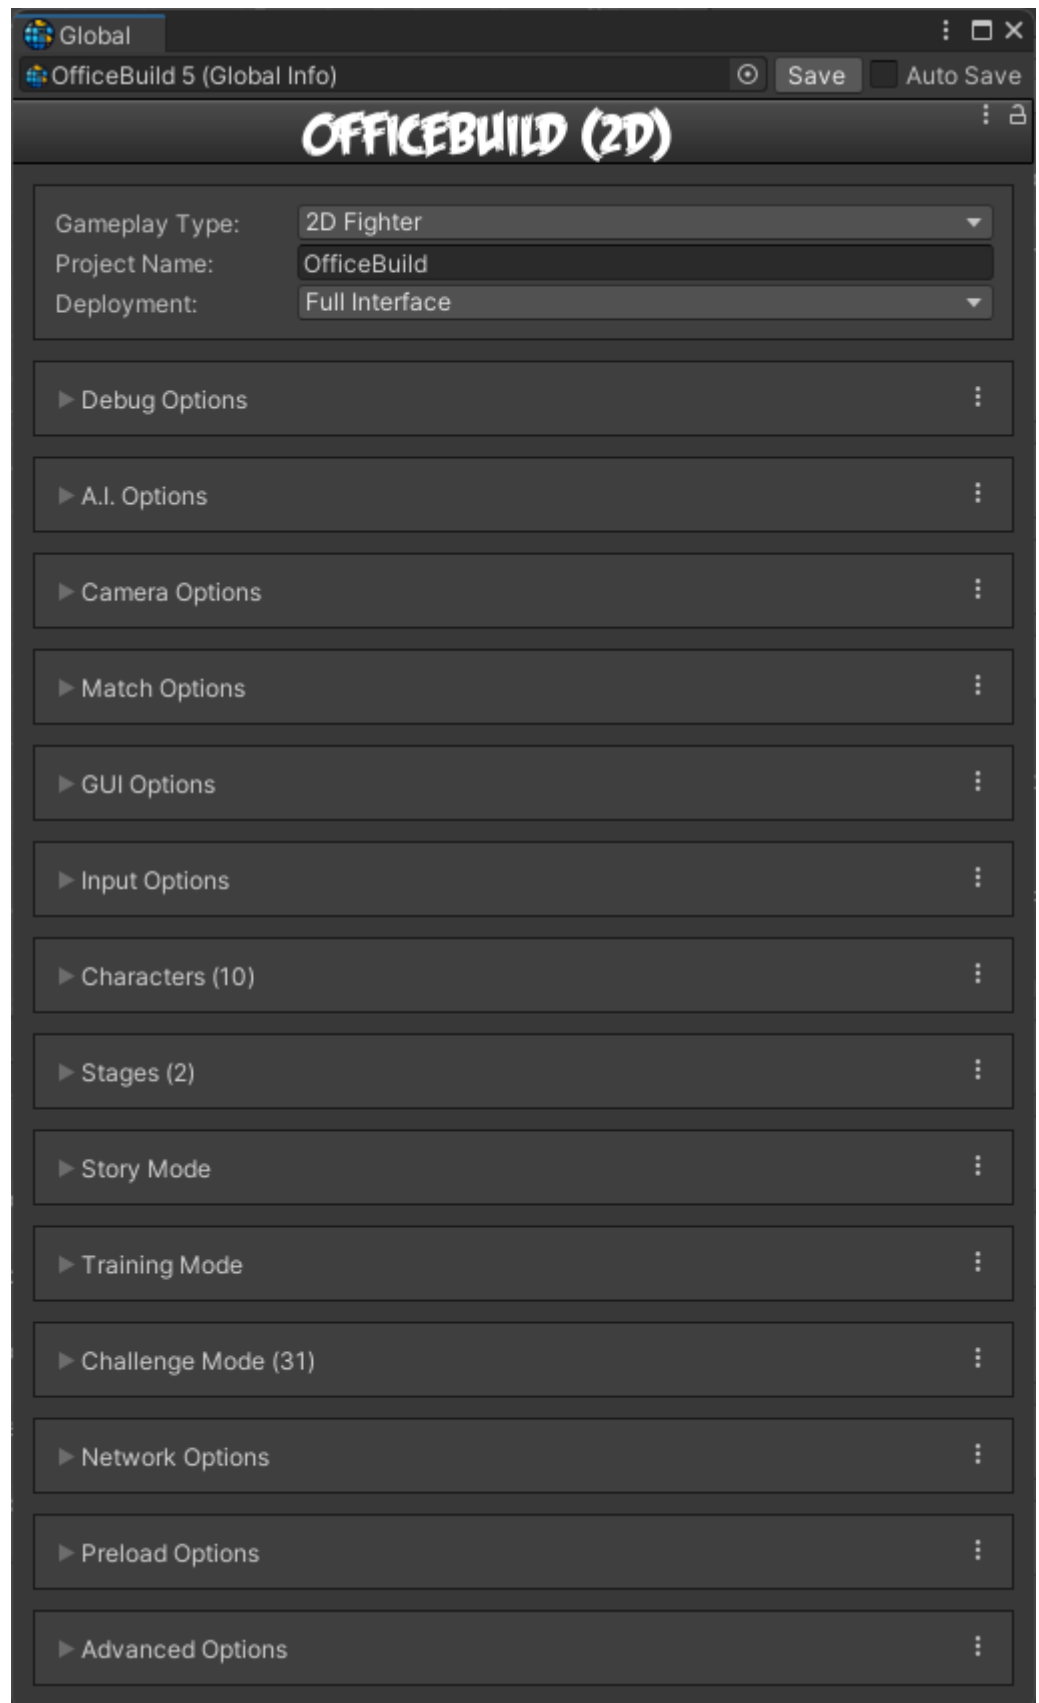 Global
OfficeBuild 5 (Global Info)
Save
Auto Save
OFFICEBUILD (2D)
Gameplay Type:
2D Fighter
Project Name:
OfficeBuild
Deployment:
Full Interface
Debug Options
A.I. Options
Camera Options
Match Options
GUI Options
Input Options
Characters (10)
Stages (2)
Story Mode
Training Mode
Challenge Mode (31)
Network Options
Preload Options
Advanced Options